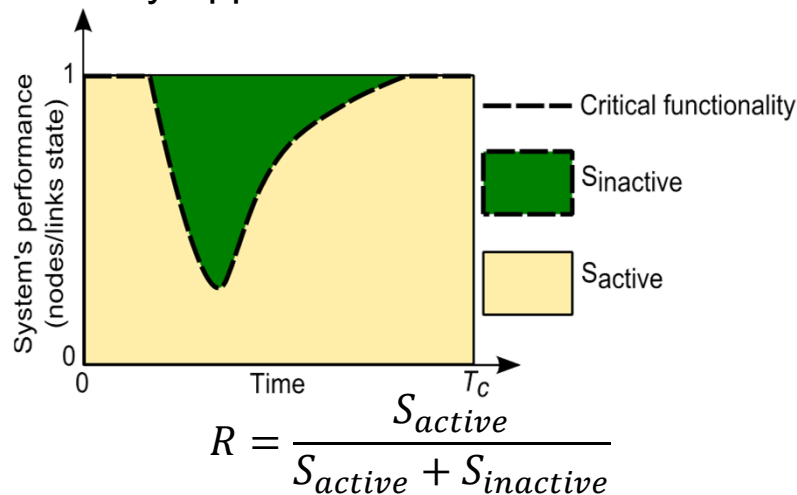 1
System's performance
(nodes/links state)
0
0
Time
T_C
Critical functionality
S_inactive
S_active
R = S_active / (S_active + S_inactive)